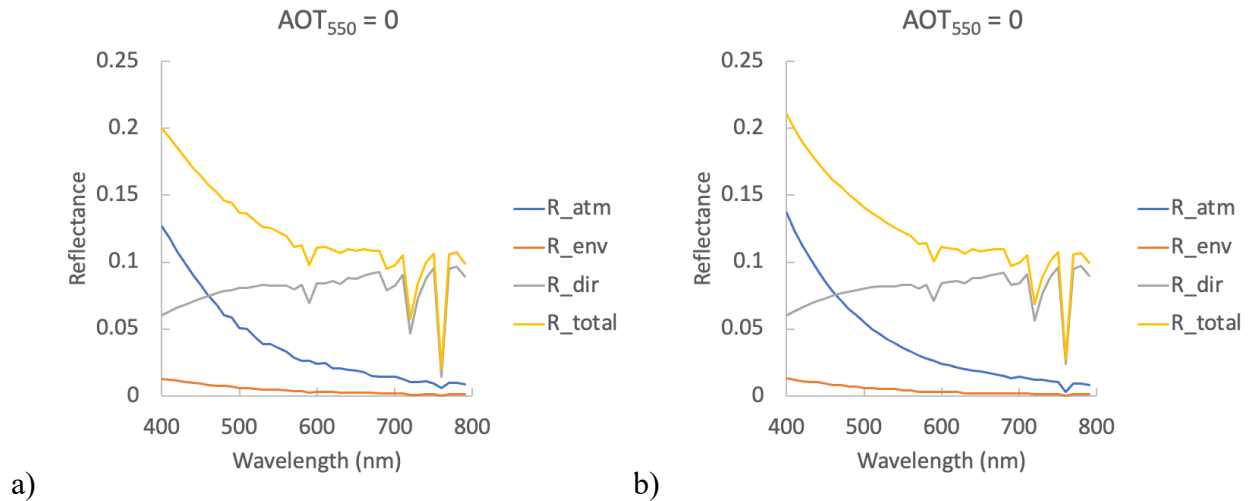 AOT550 = 0
0.25
0.2
0.15
0.1
0.05
0
Reflectance
400 500 600 700 800
Wavelength (nm)
R_atm
R_env
R_dir
R_total
a)
AOT550 = 0
0.25
0.2
0.15
0.1
0.05
0
Reflectance
400 500 600 700 800
Wavelength (nm)
R_atm
R_env
R_dir
R_total
b)